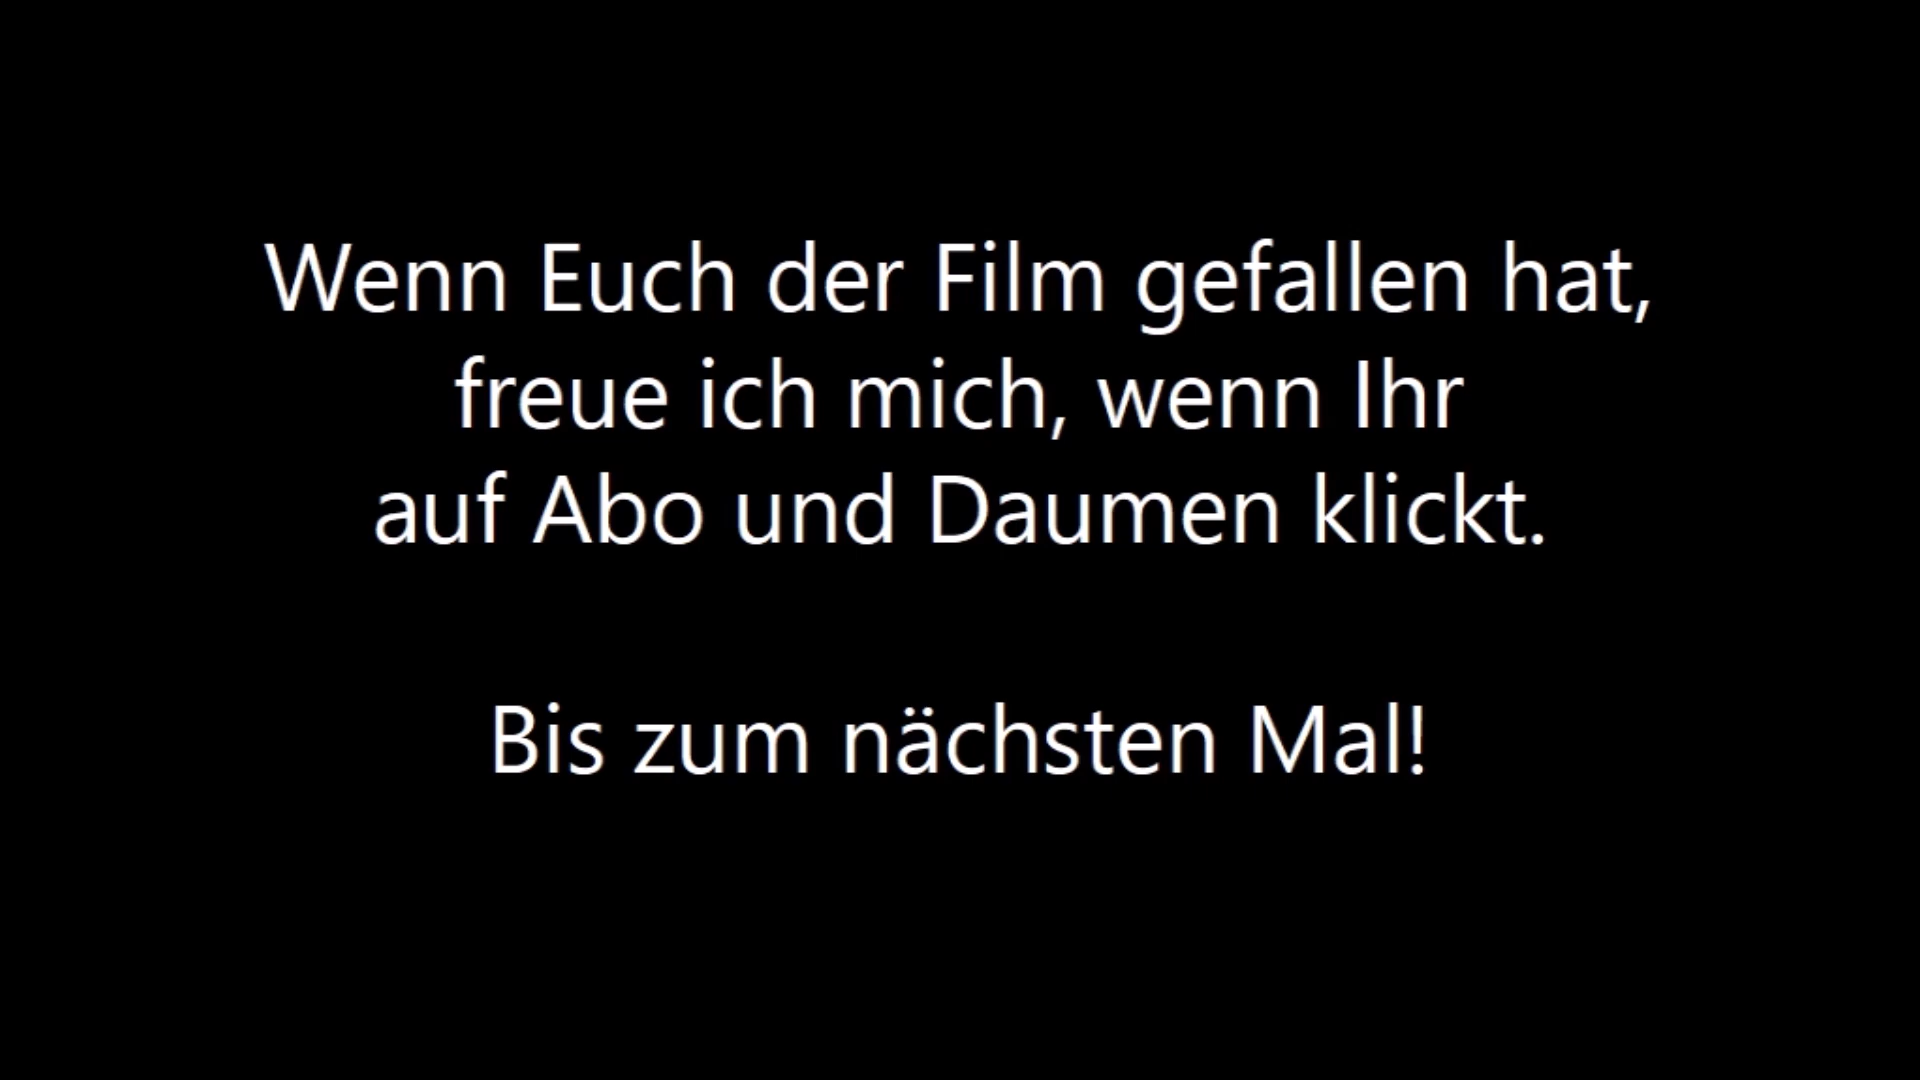 Wenn Euch der Film gefallen hat,
freue ich mich, wenn Ihr
auf Abo und Daumen klickt.
Bis zum nächsten Mal!